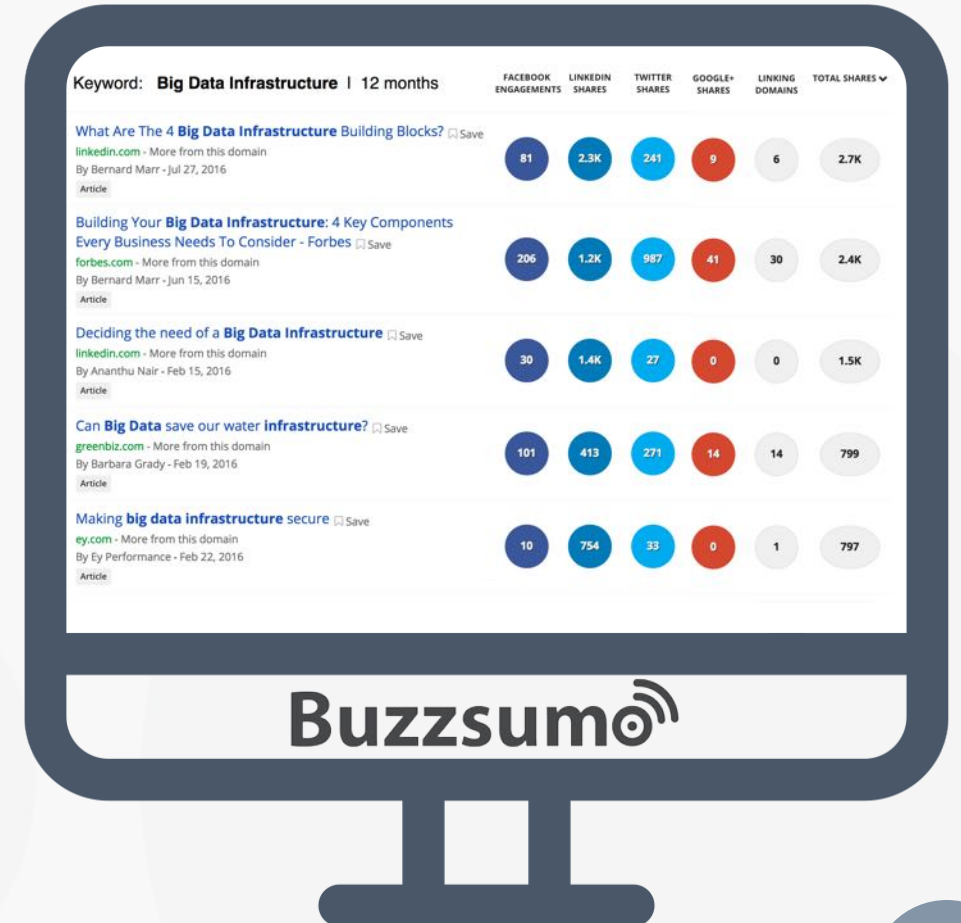 Keyword: Big Data Infrastructure | 12 months
FACEBOOK ENGAGEMENTS LINKEDIN SHARES TWITTER SHARES GOOGLE+ SHARES LINKING DOMAINS TOTAL SHARES
What Are The 4 Big Data Infrastructure Building Blocks? Save
linkedin.com - More from this domain
By Bernard Marr - Jul 27, 2016
Article
81 2.3K 241 9 6 2.7K
Building Your Big Data Infrastructure: 4 Key Components
Every Business Needs To Consider - Forbes Save
forbes.com - More from this domain
By Bernard Marr - Jun 15, 2016
Article
206 1.2K 987 41 30 2.4K
Deciding the need of a Big Data Infrastructure Save
linkedin.com - More from this domain
By Ananthu Nair - Feb 15, 2016
Article
30 1.4K 27 0 0 1.5K
Can Big Data save our water infrastructure? Save
greenbiz.com - More from this domain
By Barbara Grady - Feb 19, 2016
Article
101 413 271 14 14 799
Making big data infrastructure secure Save
ey.com - More from this domain
By Ey Performance - Feb 22, 2016
Article
10 754 33 0 1 797
Buzzsumo